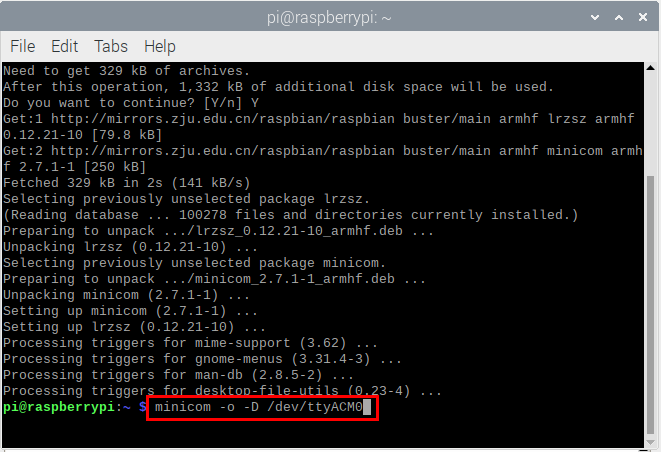 pi@raspberrypi: ~
File Edit Tabs Help
Need to get 329 kB of archives.
After this operation, 1,332 kB of additional disk space will be used.
Do you want to continue? [Y/n] Y
Get:1 http://mirrors.zju.edu.cn/raspbian/raspbian buster/main armhf lrzsz armhf
0.12.21-10 [79.8 kB]
Get:2 http://mirrors.zju.edu.cn/raspbian/raspbian buster/main armhf minicom armh
f 2.7.1-1 [250 kB]
Fetched 329 kB in 2s (141 kB/s)
Selecting previously unselected package lrzsz.
(Reading database ... 100278 files and directories currently installed.)
Preparing to unpack .../lrzsz_0.12.21-10_armhf.deb ...
Unpacking lrzsz (0.12.21-10) ...
Selecting previously unselected package minicom.
Preparing to unpack .../minicom_2.7.1-1_armhf.deb ...
Unpacking minicom (2.7.1-1) ...
Setting up minicom (2.7.1-1) ...
Setting up lrzsz (0.12.21-10) ...
Processing triggers for mime-support (3.62) ...
Processing triggers for gnome-menus (3.31.4-3) ...
Processing triggers for man-db (2.8.5-2) ...
Processing triggers for desktop-file-utils (0.23-4) ...
pi@raspberrypi:~ $ minicom -o -D /dev/ttyACM0